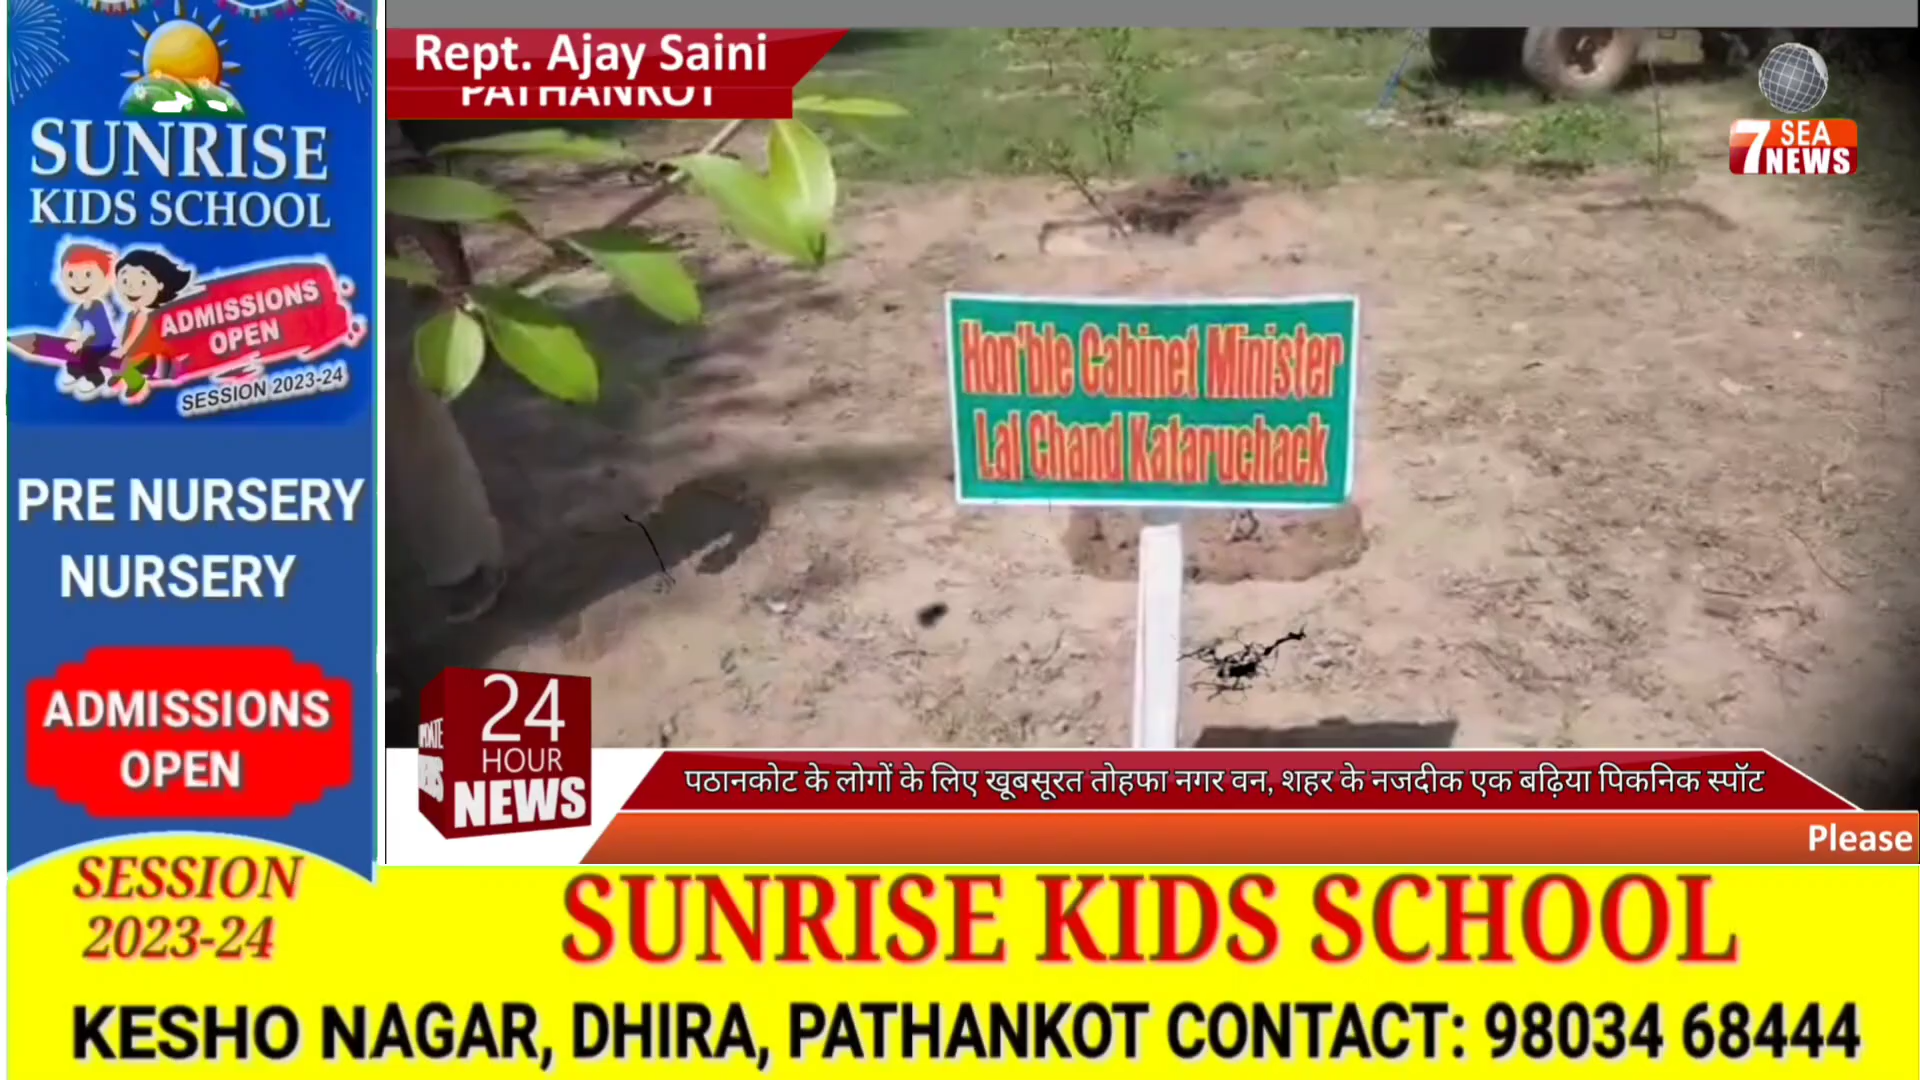 SUNRISE
KIDS SCHOOL
ADMISSIONS
OPEN
SESSION 2023-24
PRE NURSERY
NURSERY
ADMISSIONS
OPEN
SESSION
2023-24
Rept. Ajay Saini
PATHANKOT
7 SEA
NEWS
Hon'ble Cabinet Minister
Lal Chand Kataruchack
24
HOUR
NEWS
पठानकोट के लोगों के लिए खूबसूरत तोहफा नगर वन, शहर के नजदीक एक बढ़िया पिकनिक स्पॉट
Please
SUNRISE KIDS SCHOOL
KESHO NAGAR, DHIRA, PATHANKOT CONTACT: 98034 68444